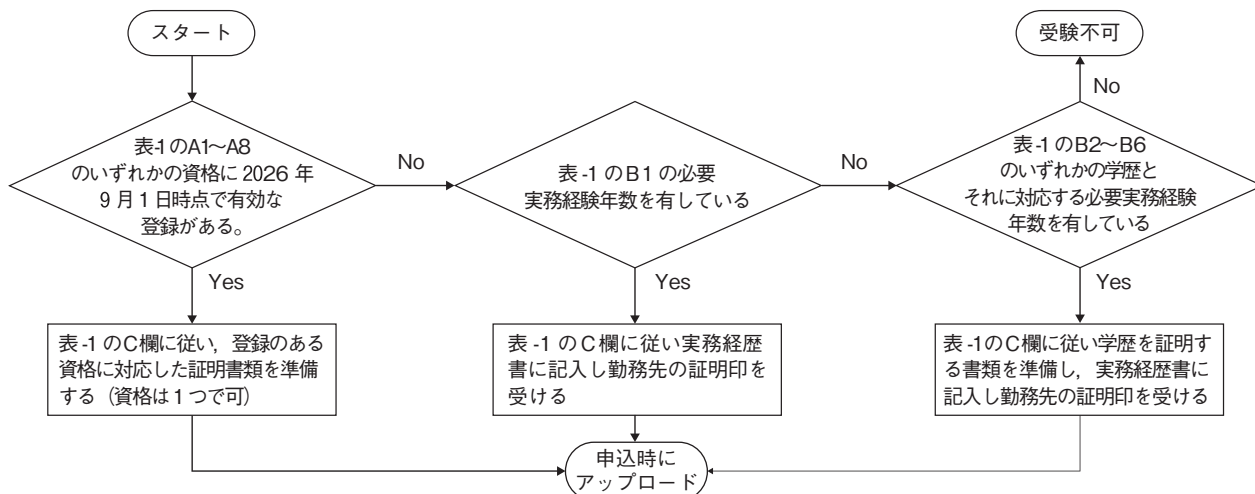 スタート
受験不可
No
表-1のA1～A8
のいずれかの資格に 2026 年
9 月 1 日時点で有効な
登録がある。
No
表 -1 の B 1 の必要
実務経験年数を有している
No
表 -1 のB2～B6
のいずれかの学歴と
それに対応する必要実務経験
年数を有している
Yes
Yes
Yes
表 -1 のC欄に従い，登録のある
資格に対応した証明書類を準備
する（資格は 1 つで可）
表 -1 の C 欄に従い実務経歴
書に記入し勤務先の証明印を
受ける
表 -1のC欄に従い学歴を証明す
る書類を準備し，実務経歴書に
記入し勤務先の証明印を受ける
申込時に
アップロード